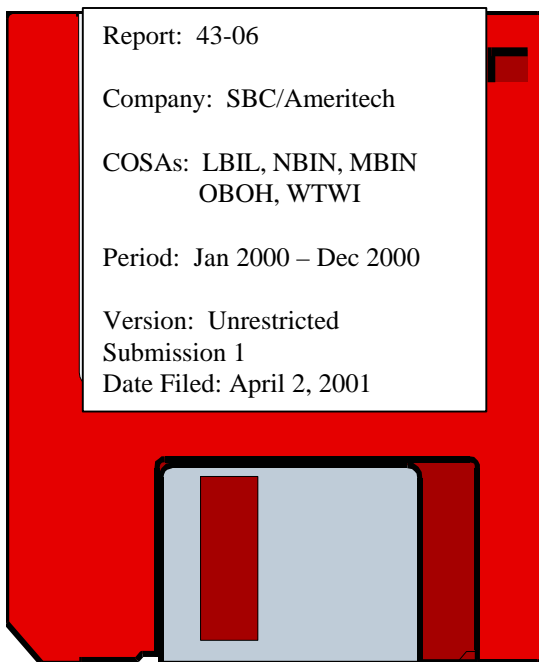 Report: 43-06
Company: SBC/Ameritech
COSAs: LBIL, NBIN, MBIN
OBOH, WTWI
Period: Jan 2000 – Dec 2000
Version: Unrestricted
Submission 1
Date Filed: April 2, 2001